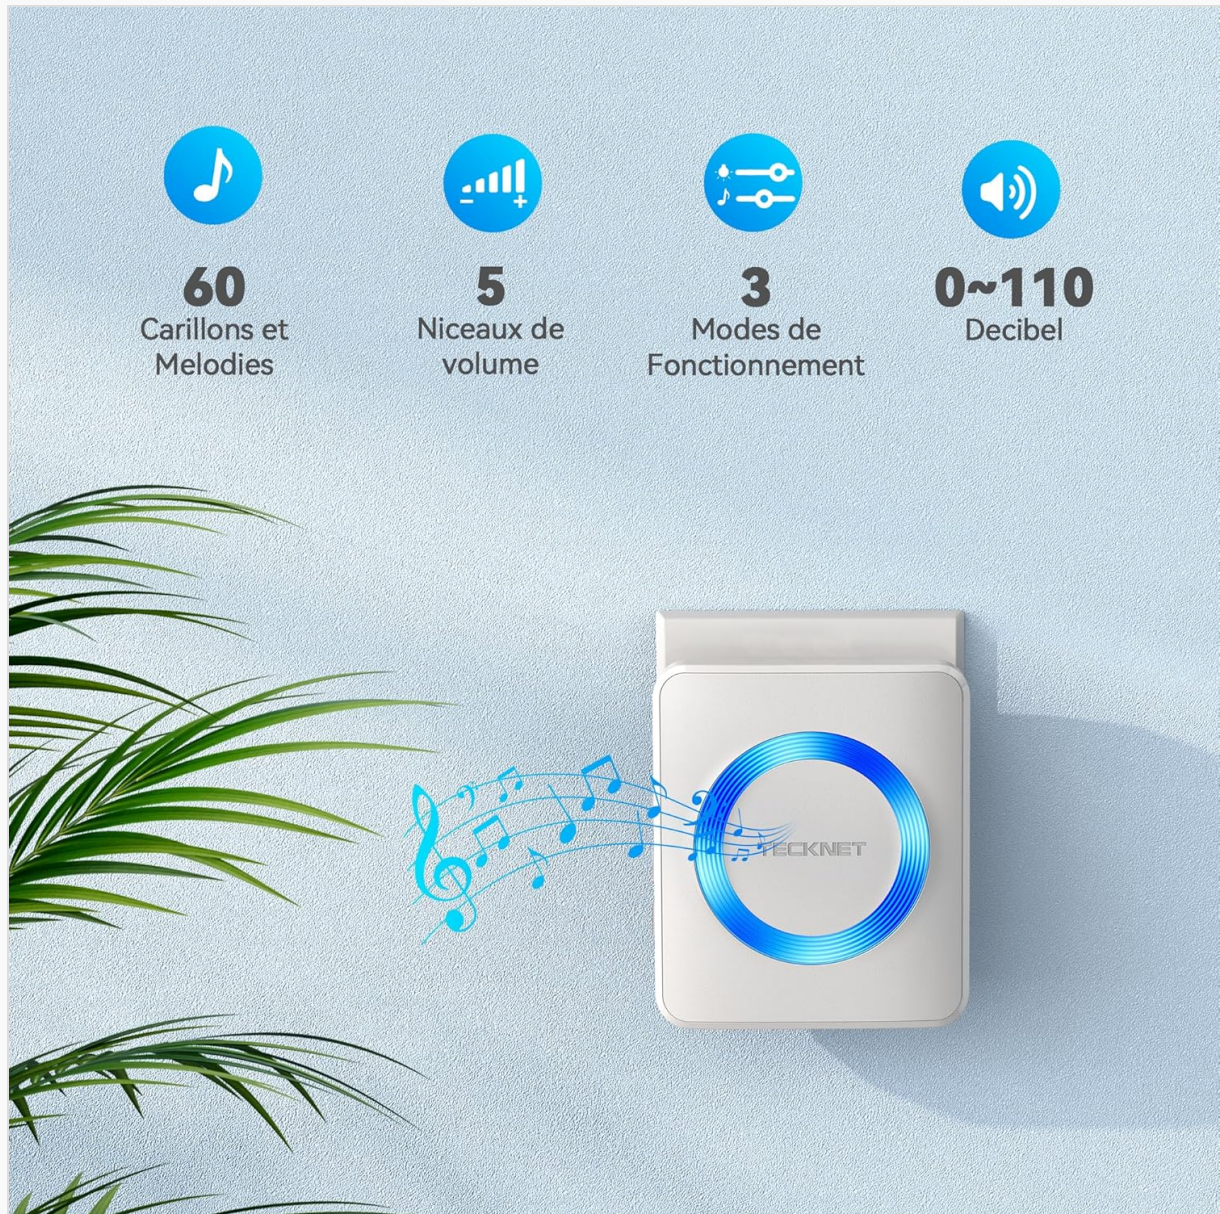 60
Carillons et
Melodies
5
Niceaux de
volume
3
Modes de
Fonctionnement
0~110
Decibel
TECKNET